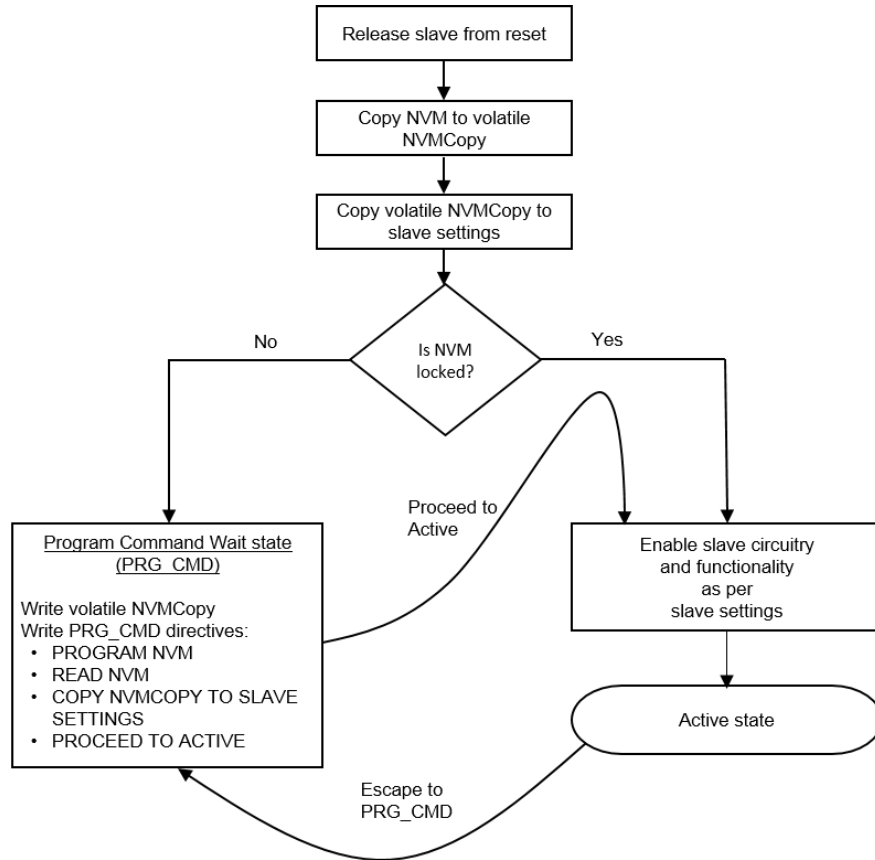 Release slave from reset
Copy NVM to volatile
NVMCopy
Copy volatile NVMCopy to
slave settings
Is NVM
locked?
No
Yes
Proceed to
Active
Program Command Wait state
(PRG_CMD)
Write volatile NVMCopy
Write PRG_CMD directives:
• PROGRAM NVM
• READ NVM
• COPY NVMCOPY TO SLAVE
SETTINGS
• PROCEED TO ACTIVE
Enable slave circuitry
and functionality
as per
slave settings
Active state
Escape to
PRG_CMD